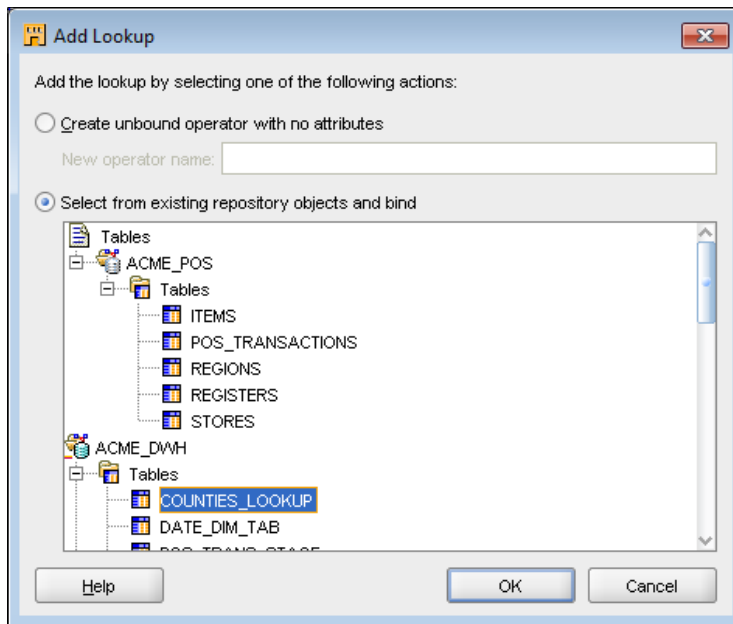 Add Lookup
Add the lookup by selecting one of the following actions:
Create unbound operator with no attributes
New operator name:
Select from existing repository objects and bind
Tables
ACME_POS
Tables
ITEMS
POS_TRANSACTIONS
REGIONS
REGISTERS
STORES
ACME_DWH
Tables
COUNTIES_LOOKUP
DATE_DIM_TAB
Help OK Cancel